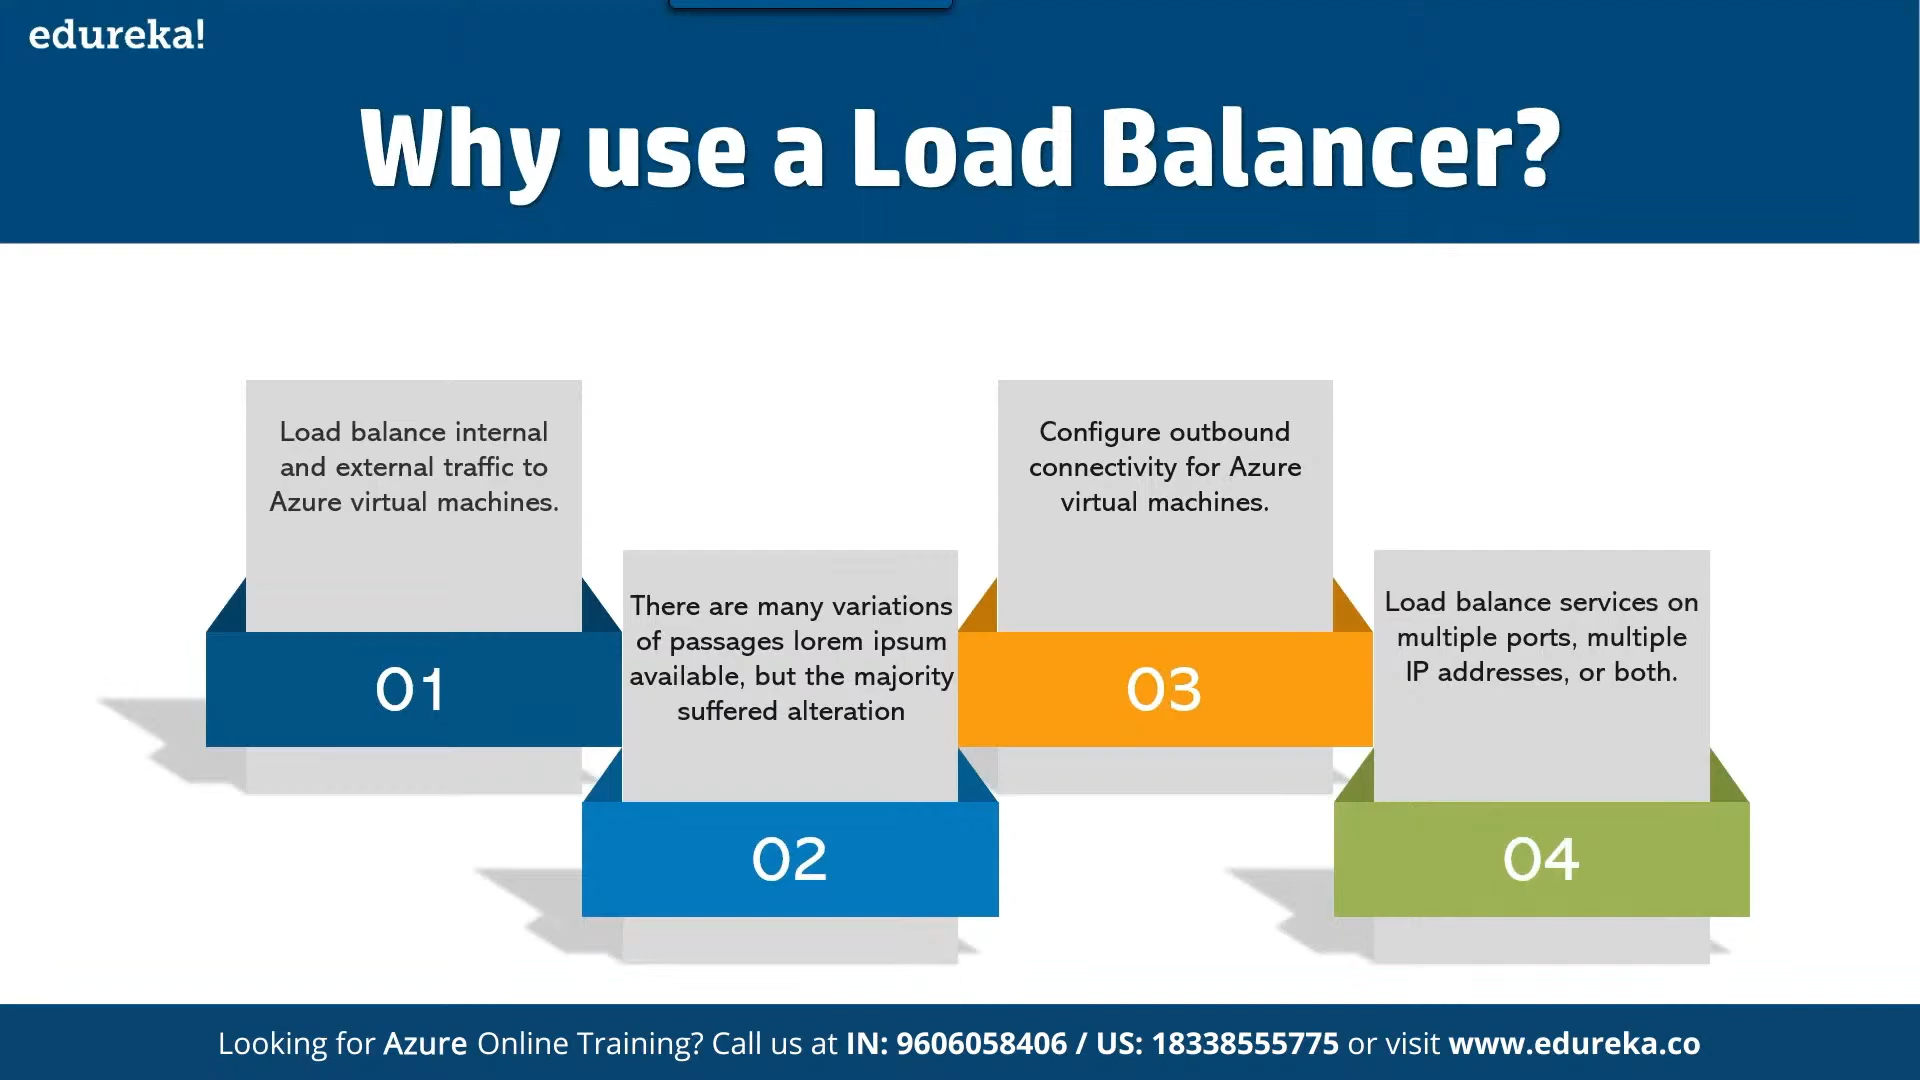 edureka!
Why use a Load Balancer?
Load balance internal
and external traffic to
Azure virtual machines.
01
There are many variations
of passages lorem ipsum
available, but the majority
suffered alteration
02
Configure outbound
connectivity for Azure
virtual machines.
03
Load balance services on
multiple ports, multiple
IP addresses, or both.
04
Looking for Azure Online Training? Call us at IN: 9606058406 / US: 18338555775 or visit www.edureka.co